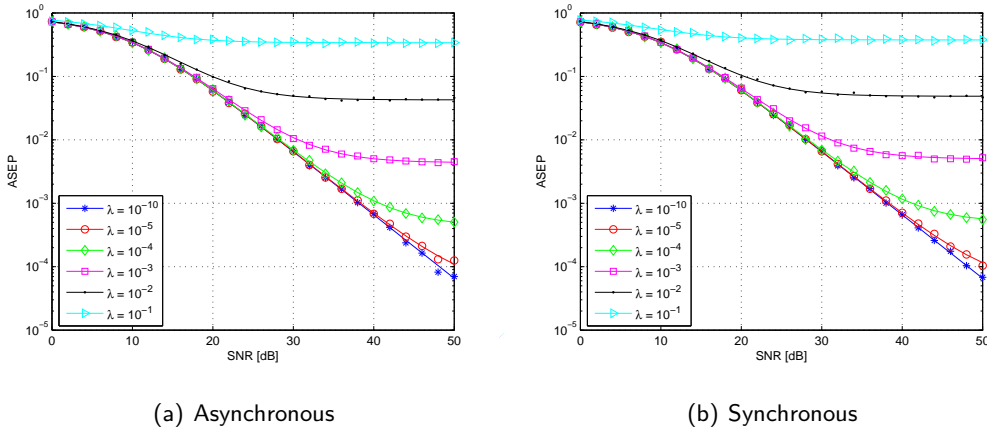 10^0
10^-1
10^-2
10^-3
10^-4
10^-5
ASEP
0
10
20
30
40
50
SNR [dB]
λ = 10^-10
λ = 10^-5
λ = 10^-4
λ = 10^-3
λ = 10^-2
λ = 10^-1
(a) Asynchronous
10^0
10^-1
10^-2
10^-3
10^-4
10^-5
ASEP
0
10
20
30
40
50
SNR [dB]
λ = 10^-10
λ = 10^-5
λ = 10^-4
λ = 10^-3
λ = 10^-2
λ = 10^-1
(b) Synchronous